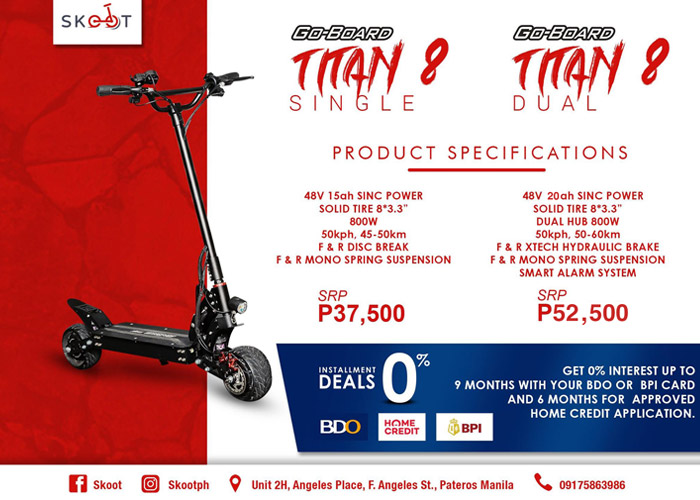 SKOOT
GO-BOARD
TITAN 8
SINGLE
GO-BOARD
TITAN 8
DUAL
PRODUCT SPECIFICATIONS
48V 15ah SINC POWER
SOLID TIRE 8*3.3"
800W
50kph, 45-50km
F & R DISC BREAK
F & R MONO SPRING SUSPENSION
SRP
P37,500
48V 20ah SINC POWER
SOLID TIRE 8*3.3"
DUAL HUB 800W
50kph, 50-60km
F & R XTECH HYDRAULIC BRAKE
F & R MONO SPRING SUSPENSION
SMART ALARM SYSTEM
SRP
P52,500
INSTALLMENT
DEALS 0%
BDO
HOME
CREDIT
BPI
GET 0% INTEREST UP TO
9 MONTHS WITH YOUR BDO OR BPI CARD
AND 6 MONTHS FOR APPROVED
HOME CREDIT APPLICATION.
Skoot
Skootph
Unit 2H, Angeles Place, F. Angeles St., Pateros Manila
09175863986